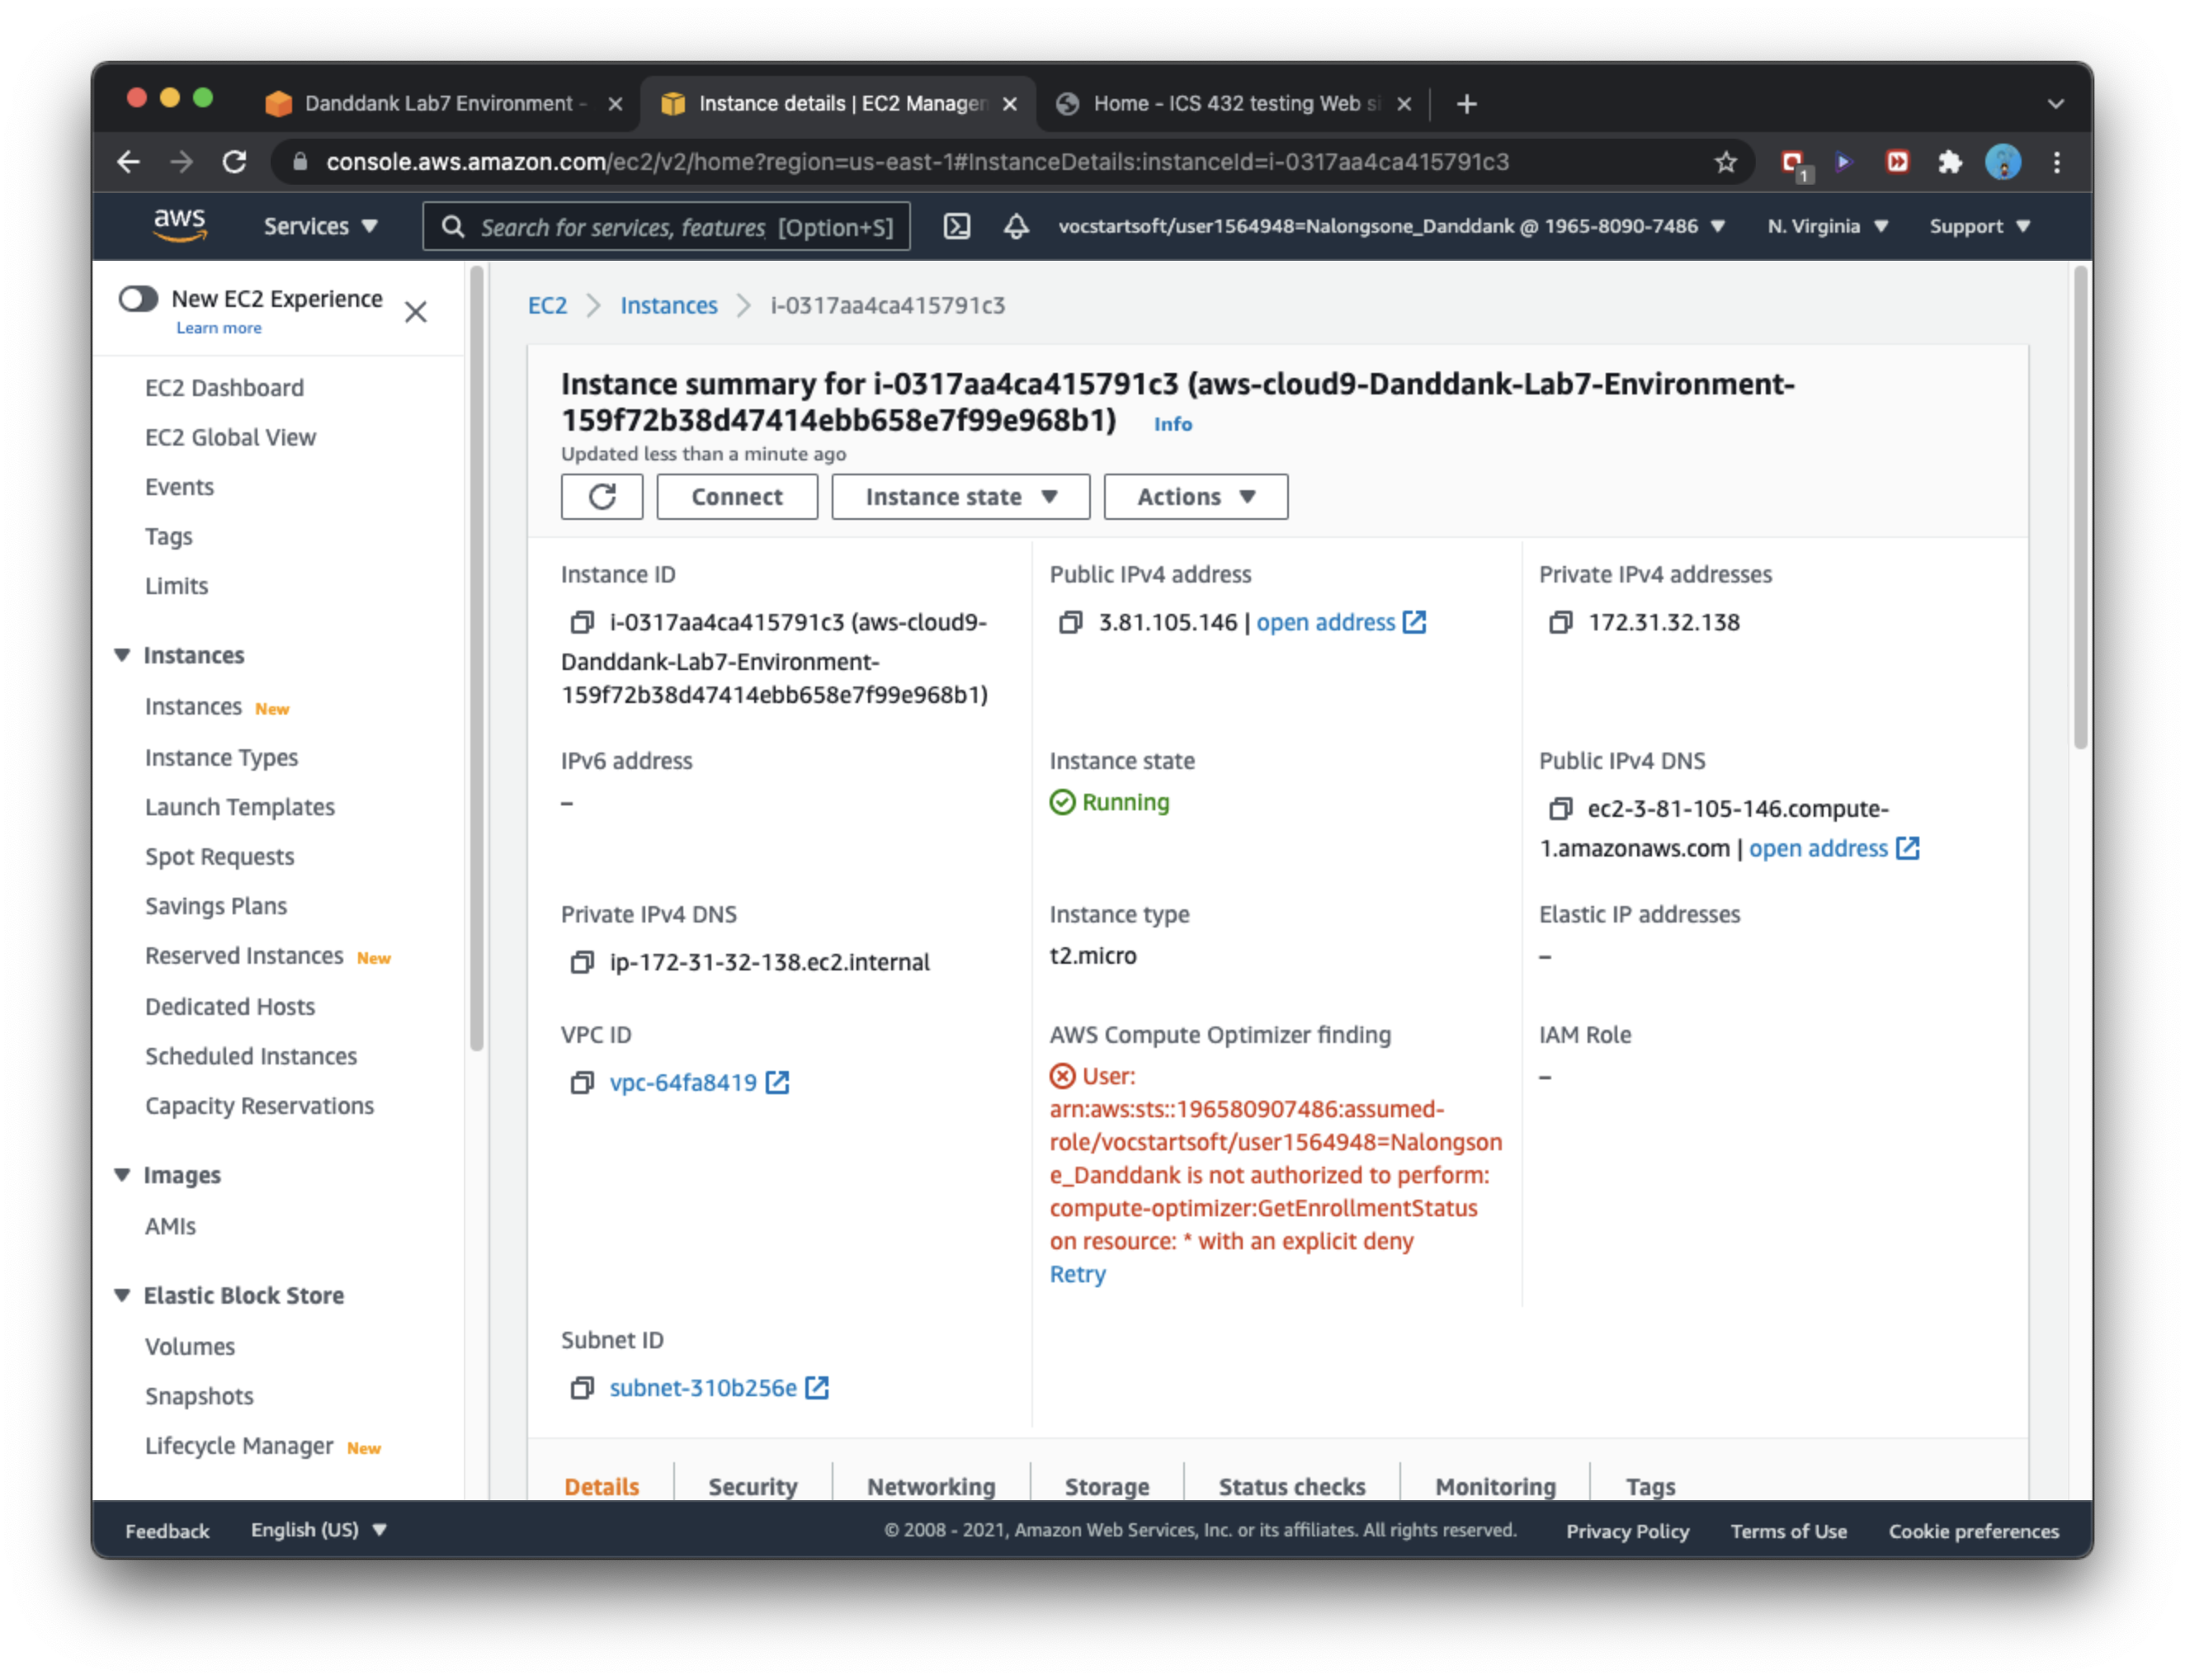 Danddank Lab7 Environment -
Instance details | EC2 Manager
Home - ICS 432 testing Web si
console.aws.amazon.com/ec2/v2/home?region=us-east-1#InstanceDetails:instanceId=i-0317aa4ca415791c3
1
aws
Services
Search for services, features, [Option+S]
vocstartsoft/user1564948=Nalongsone_Danddank @ 1965-8090-7486
N. Virginia
Support
New EC2 Experience
Learn more
EC2 Dashboard
EC2 Global View
Events
Tags
Limits
Instances
Instances New
Instance Types
Launch Templates
Spot Requests
Savings Plans
Reserved Instances New
Dedicated Hosts
Scheduled Instances
Capacity Reservations
Images
AMIs
Elastic Block Store
Volumes
Snapshots
Lifecycle Manager New
EC2 > Instances > i-0317aa4ca415791c3
Instance summary for i-0317aa4ca415791c3 (aws-cloud9-Danddank-Lab7-Environment-
159f72b38d47414ebb658e7f99e968b1) Info
Updated less than a minute ago
Connect
Instance state
Actions
Instance ID
i-0317aa4ca415791c3 (aws-cloud9-
Danddank-Lab7-Environment-
159f72b38d47414ebb658e7f99e968b1)
Public IPv4 address
3.81.105.146 | open address
Private IPv4 addresses
172.31.32.138
IPv6 address
–
Instance state
Running
Public IPv4 DNS
ec2-3-81-105-146.compute-
1.amazonaws.com | open address
Private IPv4 DNS
ip-172-31-32-138.ec2.internal
Instance type
t2.micro
Elastic IP addresses
–
VPC ID
vpc-64fa8419
AWS Compute Optimizer finding
User:
arn:aws:sts::196580907486:assumed-
role/vocstartsoft/user1564948=Nalongson
e_Danddank is not authorized to perform:
compute-optimizer:GetEnrollmentStatus
on resource: * with an explicit deny
Retry
IAM Role
–
Subnet ID
subnet-310b256e
Details
Security
Networking
Storage
Status checks
Monitoring
Tags
Feedback
English (US)
© 2008 - 2021, Amazon Web Services, Inc. or its affiliates. All rights reserved.
Privacy Policy
Terms of Use
Cookie preferences